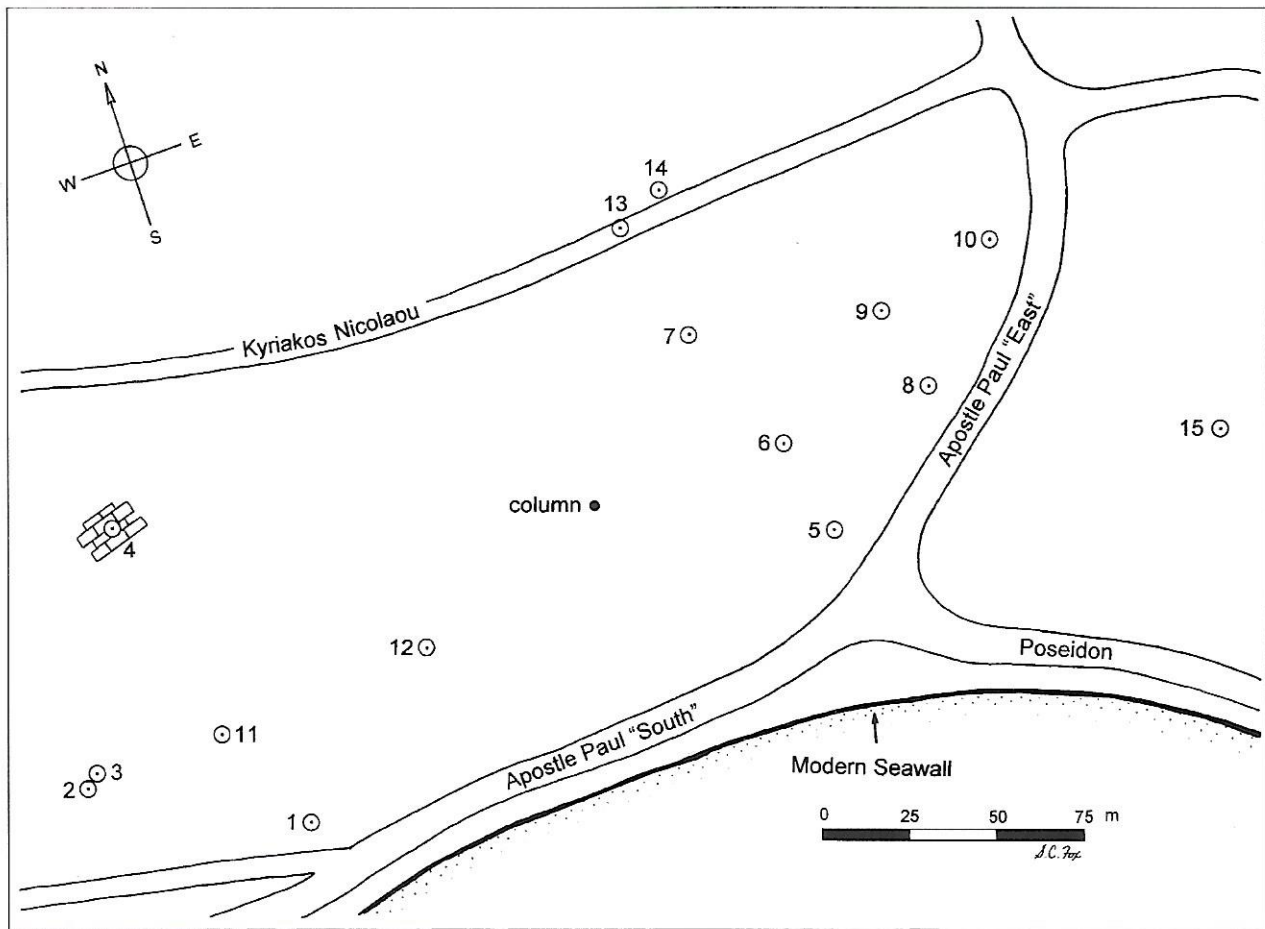 N
W
E
S
14
13
10
9
7
Kyriakos Nicolaou
8
Apostle Paul "East"
15
6
column
5
4
12
Poseidon
11
Apostle Paul "South"
Modern Seawall
3
2
1
0 25 50 75 m
S.C. Fox